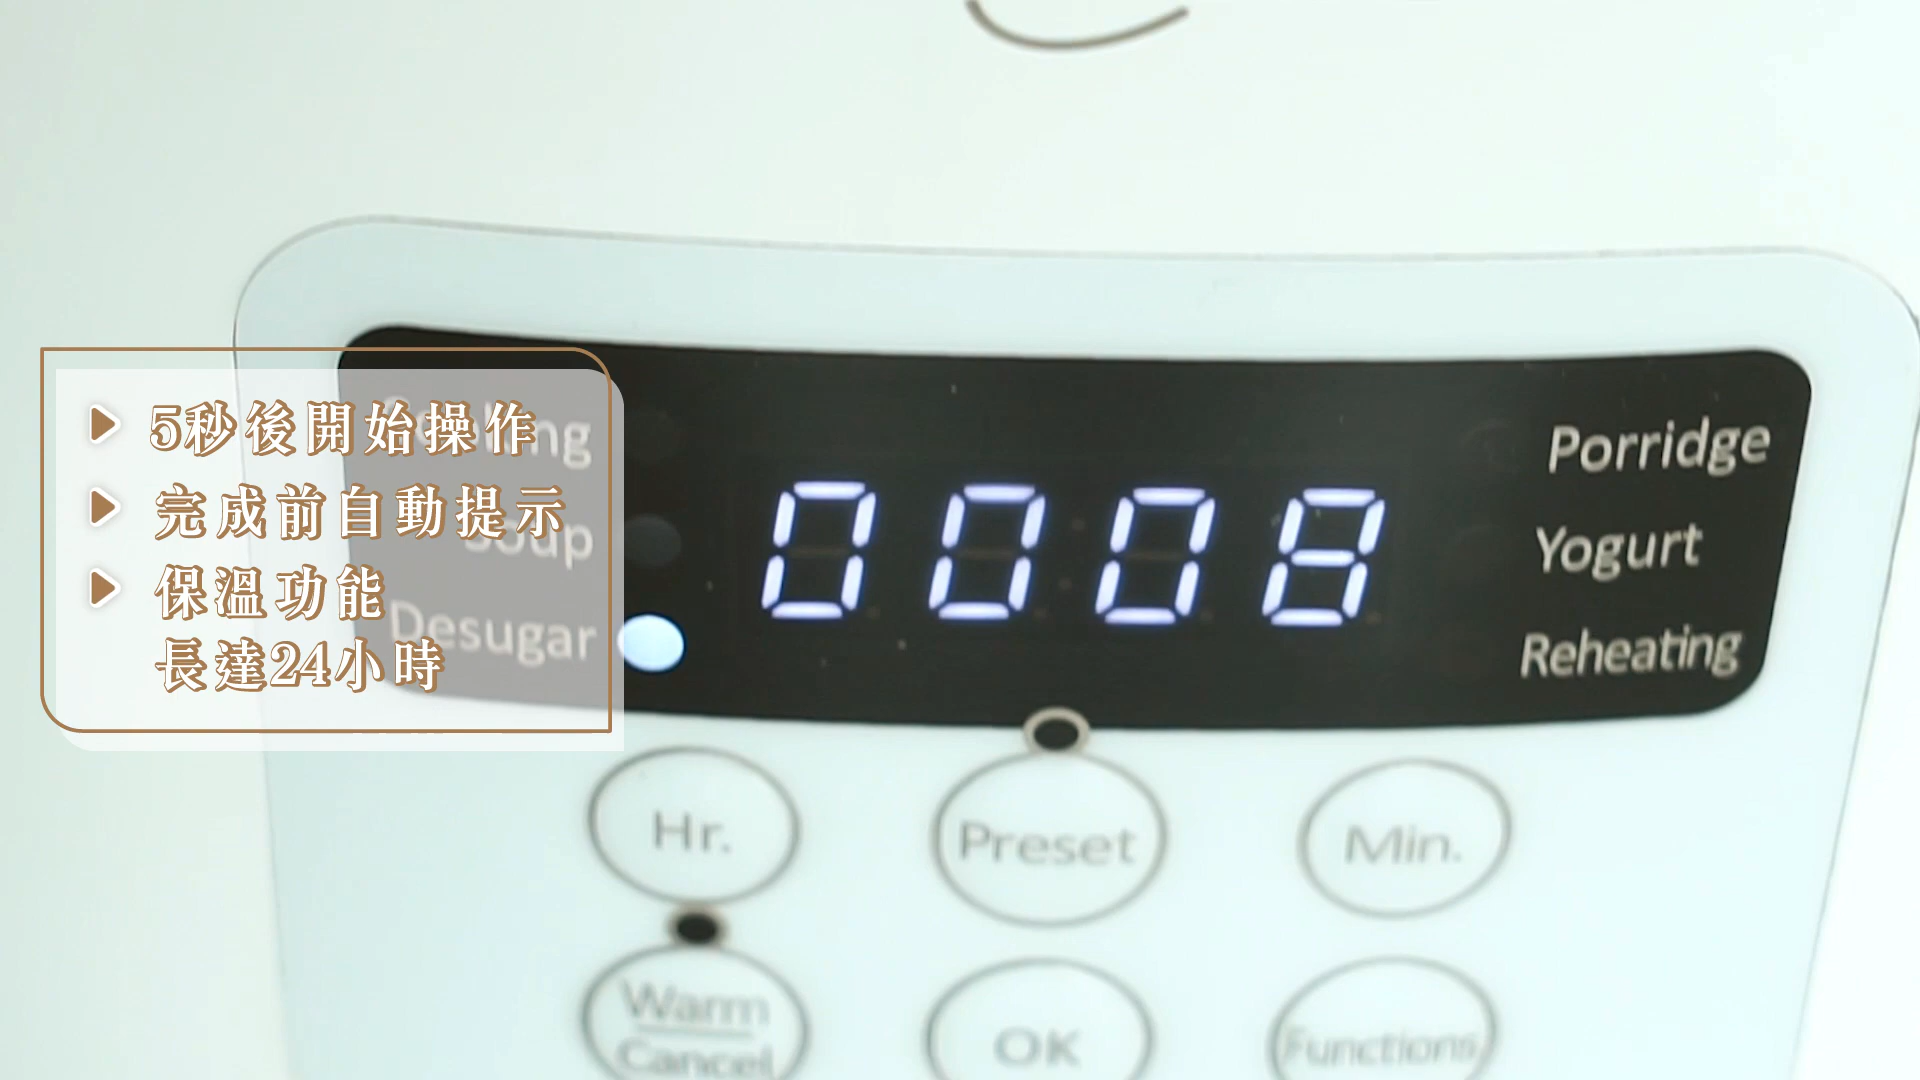 5秒後開始操作
完成前自動提示
保溫功能
長達24小時
Soup
Desugar
0008
Porridge
Yogurt
Reheating
Hr.
Preset
Min.
Warm
Cancel
OK
Functions